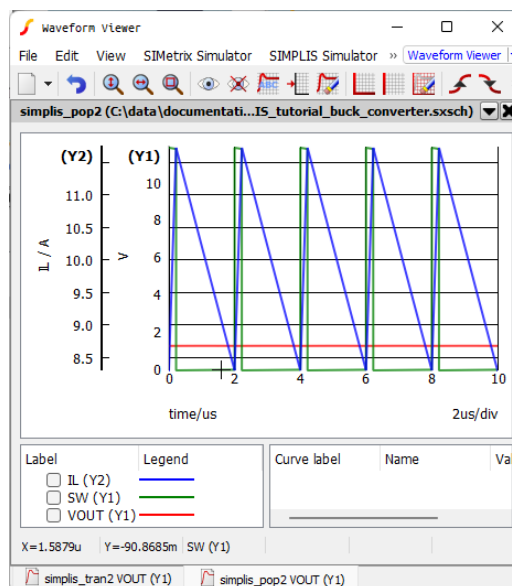 Waveform Viewer
File Edit View SIMetrix Simulator SIMPLIS Simulator » Waveform Viewer
ABC
simplis_pop2 (C:\data\documentati...IS_tutorial_buck_converter.sxsch)
(Y2) (Y1)
11.0
10.5
10.0
9.5
9.0
8.5
IL / A
10
8
6
4
2
0
V
0 2 4 6 8 10
time/us 2us/div
Label Legend
IL (Y2)
SW (Y1)
VOUT (Y1)
Curve label Name
X=1.5879u Y=-90.8685m SW (Y1)
simplis_tran2 VOUT (Y1) simplis_pop2 VOUT (Y1)